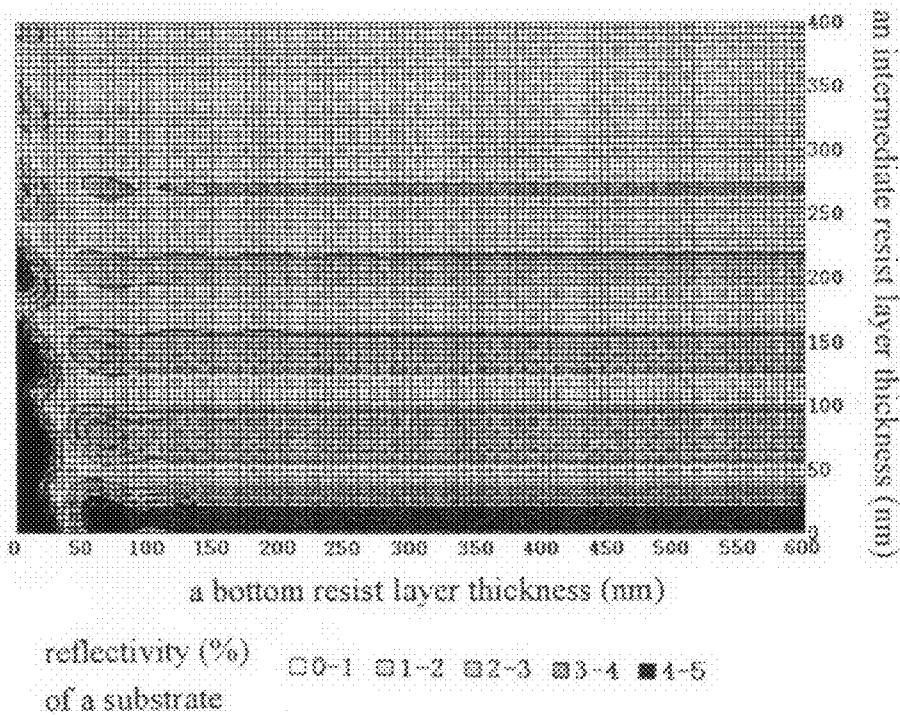 400
350
300
250
200
150
100
50
0
an intermediate resist layer thickness (nm)
0 50 100 150 200 250 300 350 400 450 500 550 600
a bottom resist layer thickness (nm)
reflectivity (%)
of a substrate
□0-1 ▨1-2 ▨2-3 ▨3-4 ■4-5